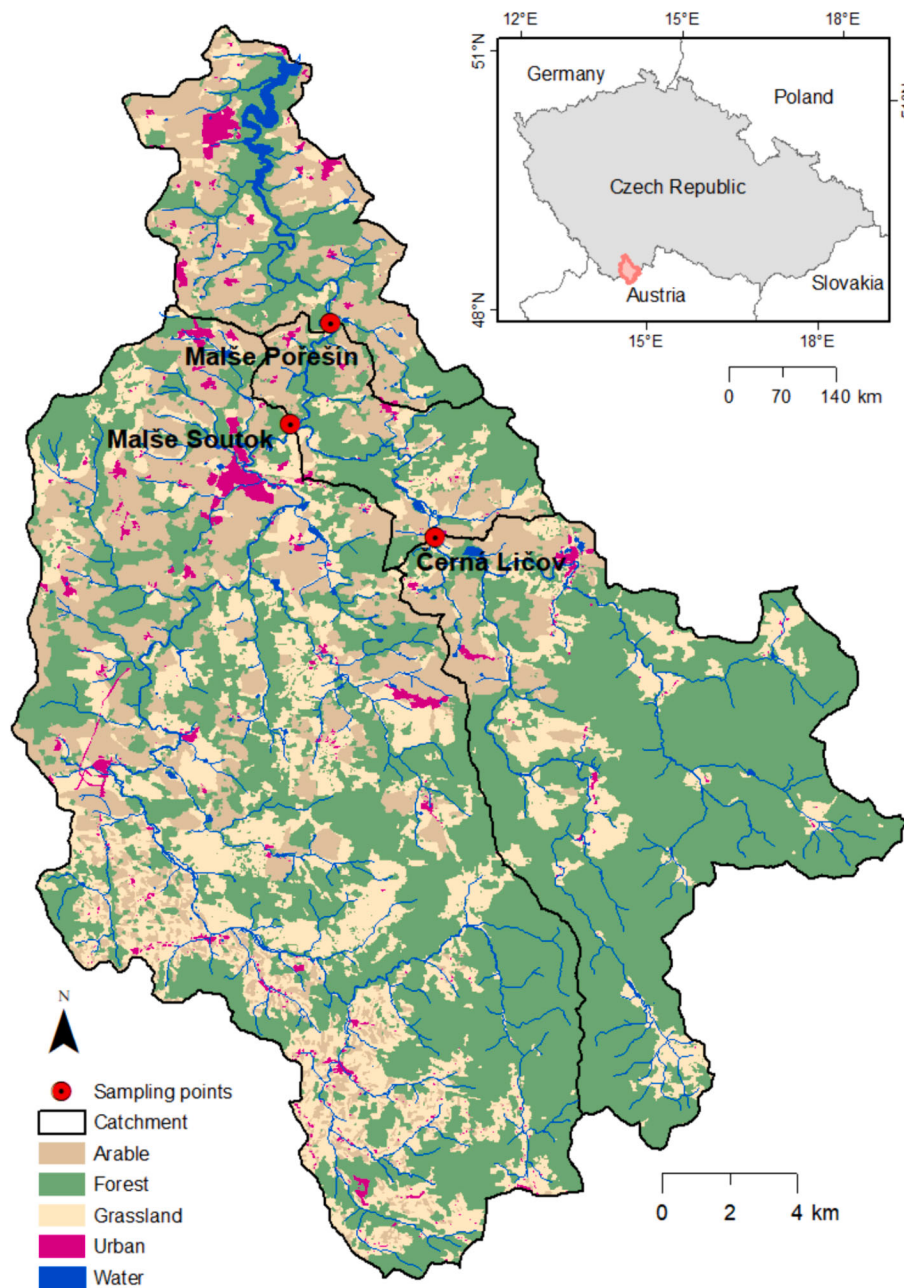 12°E 15°E 18°E
51°N
Germany
Poland
Czech Republic
Slovakia
Austria
48°N
15°E 18°E
0 70 140 km
Malše Pořešín
Malše Soutok
Černá Ličov
N
Sampling points
Catchment
Arable
Forest
Grassland
Urban
Water
0 2 4 km